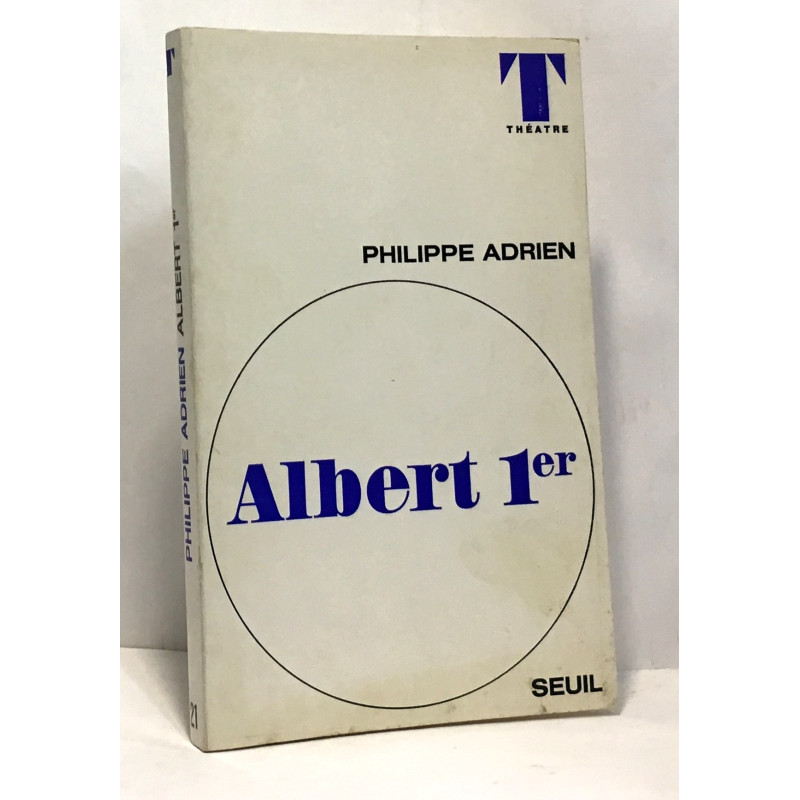 T
THÉATRE
PHILIPPE ADRIEN
Albert 1er
SEUIL
T
PHILIPPE ADRIEN ALBERT 1er
21